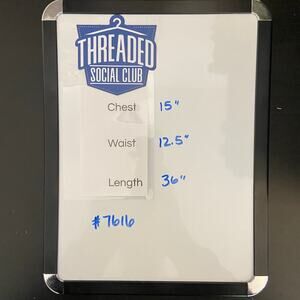 THREADED
SOCIAL CLUB
Chest 15"
Waist 12.5"
Length 36"
#7616